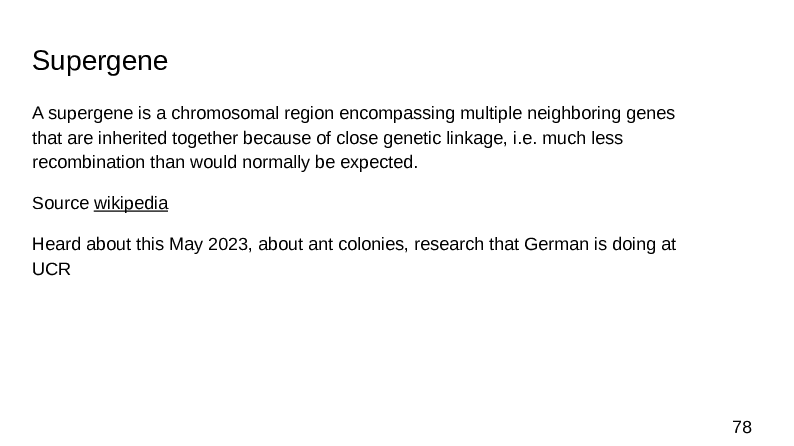 Supergene
A supergene is a chromosomal region encompassing multiple neighboring genes
that are inherited together because of close genetic linkage, i.e. much less
recombination than would normally be expected.
Source wikipedia
Heard about this May 2023, about ant colonies, research that German is doing at
UCR
78